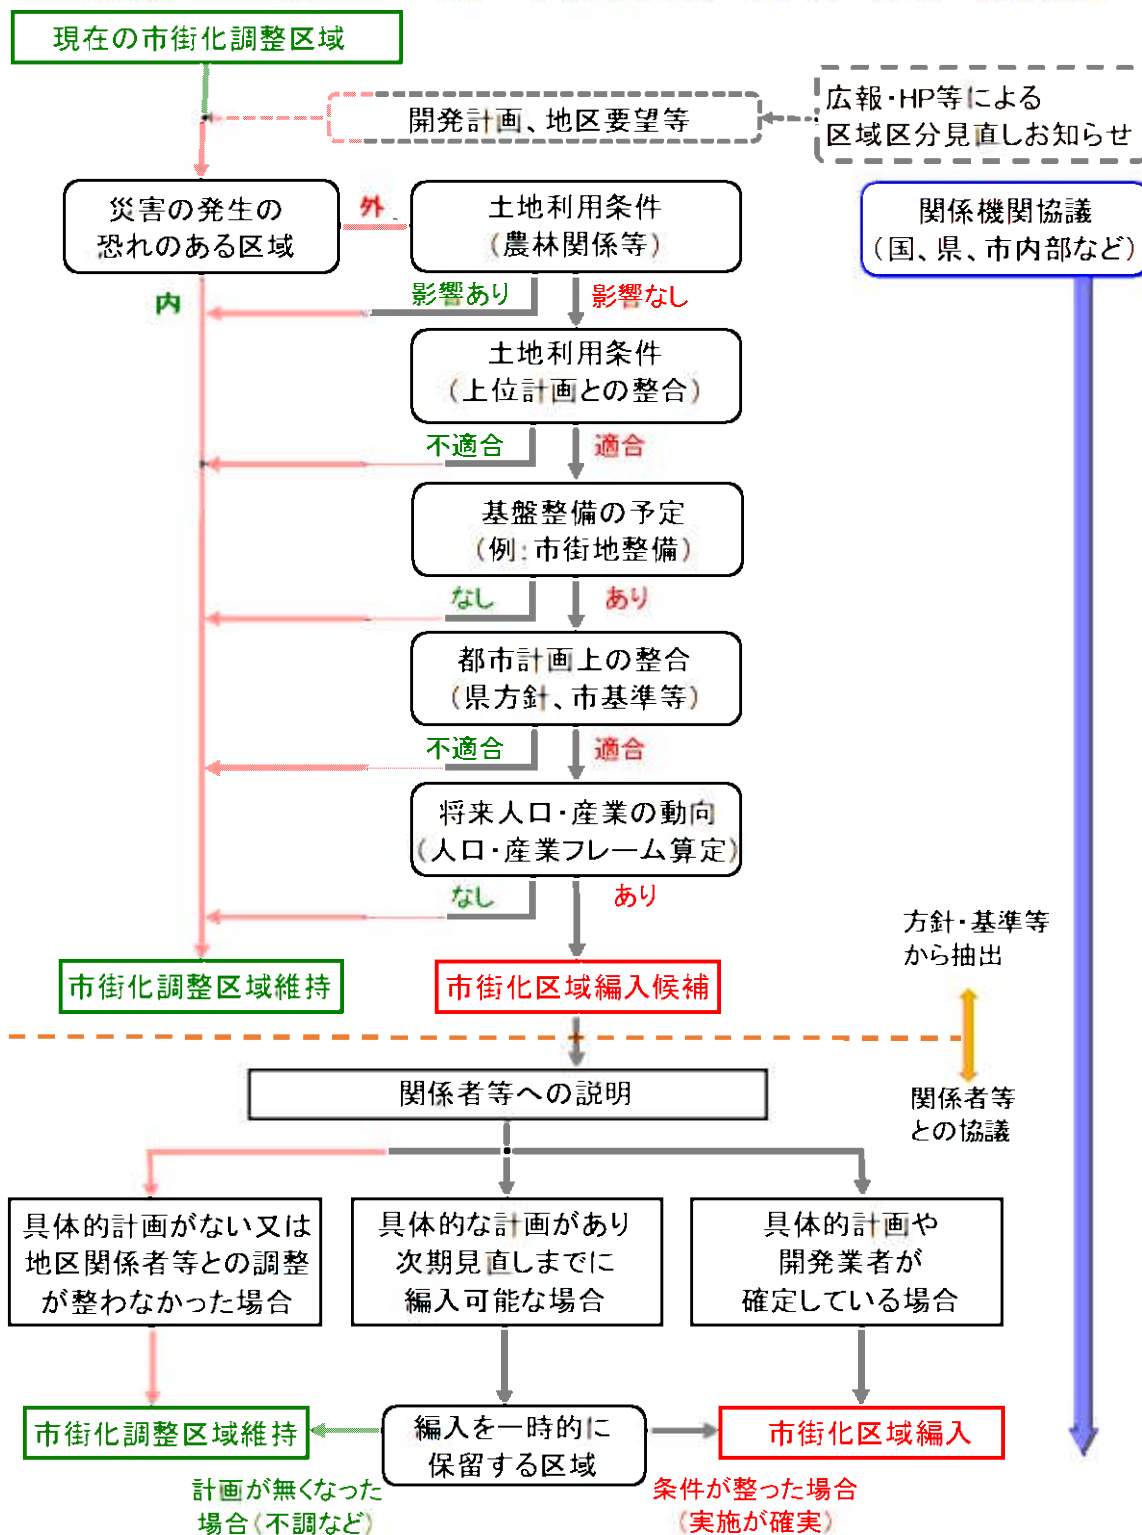 現在の市街化調整区域
開発計画、地区要望等
広報・HP等による
区域区分見直しお知らせ
災害の発生の
恐れのある区域
外
土地利用条件
(農林関係等)
関係機関協議
(国、県、市内部など)
内
影響あり
影響なし
土地利用条件
(上位計画との整合)
不適合
適合
基盤整備の予定
(例:市街地整備)
なし
あり
都市計画上の整合
(県方針、市基準等)
不適合
適合
将来人口・産業の動向
(人口・産業フレーム算定)
なし
あり
方針・基準等
から抽出
市街化調整区域維持
市街化区域編入候補
関係者等への説明
関係者等
との協議
具体的計画がない又は
地区関係者等との調整
が整わなかった場合
具体的な計画があり
次期見直しまでに
編入可能な場合
具体的計画や
開発業者が
確定している場合
市街化調整区域維持
編入を一時的に
保留する区域
市街化区域編入
計画が無くなった
場合(不調など)
条件が整った場合
(実施が確実)